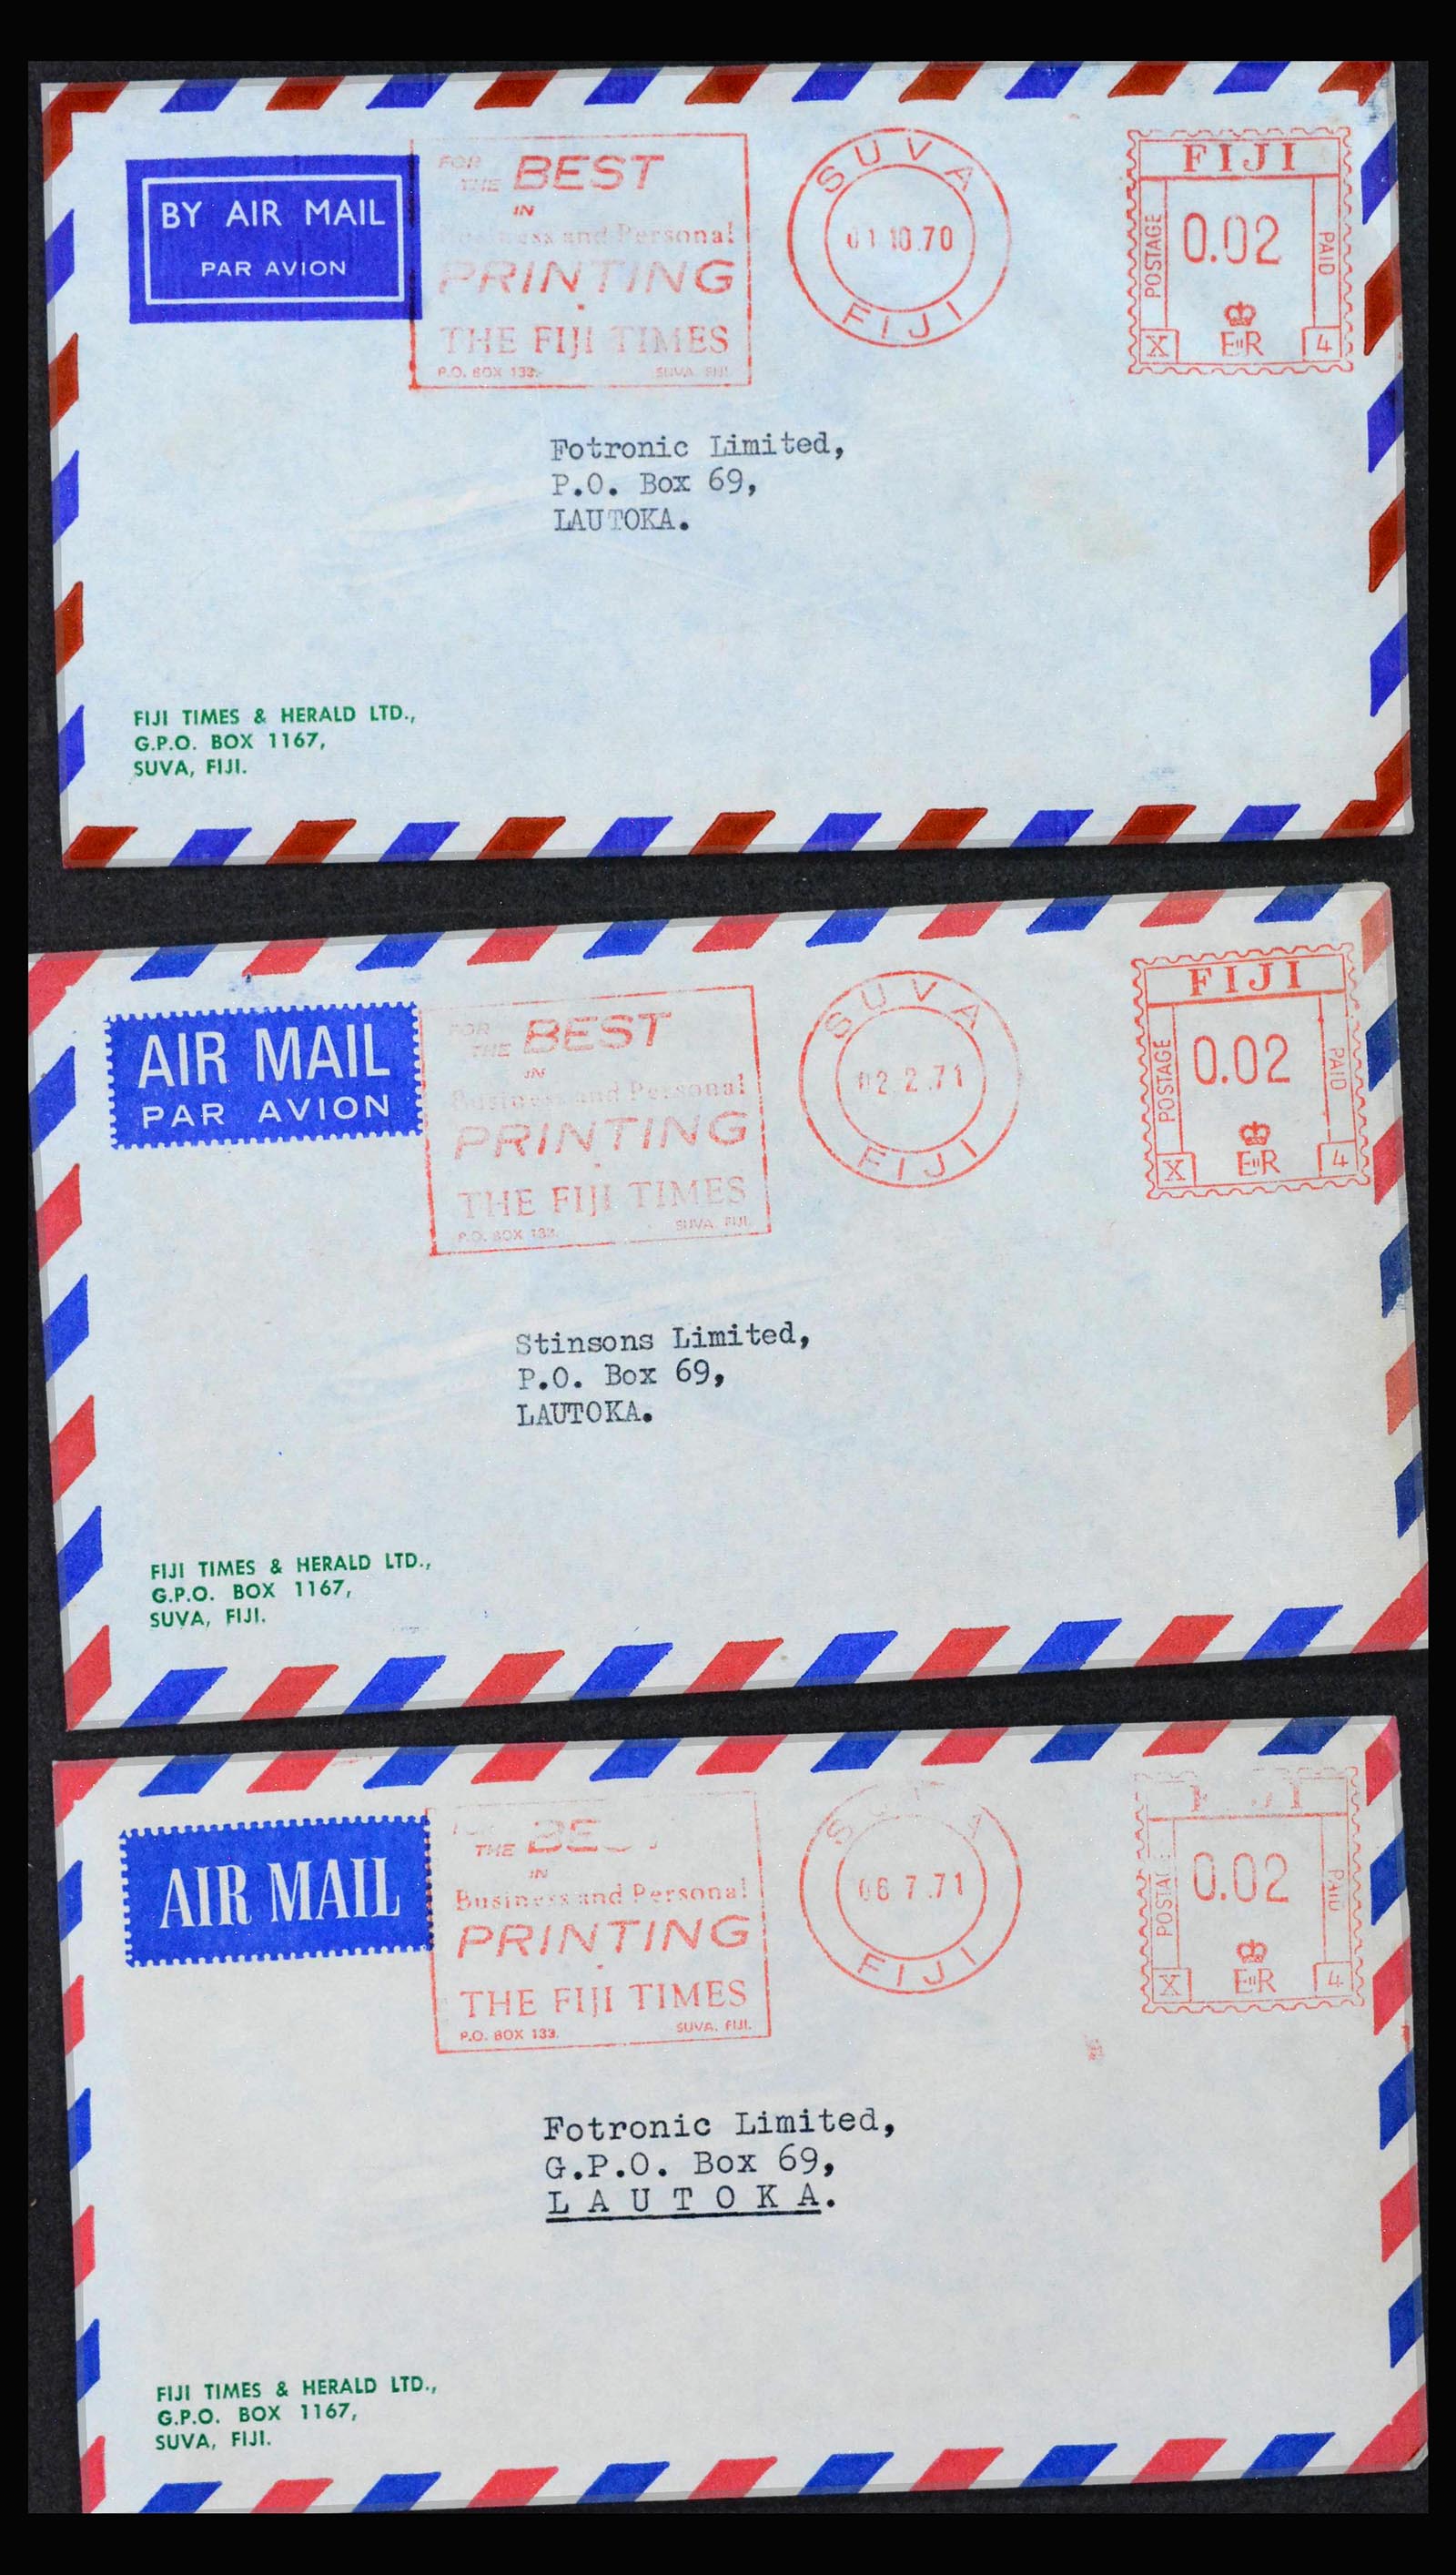 BY AIR MAIL
PAR AVION
FOR
THE BEST
IN
Business and Personal
PRINTING
THE FIJI TIMES
P.O. BOX 133. SUVA. FIJI.
SUVA
01 10.70
FIJI
FIJI
POSTAGE
0.02
PAID
X
EIIR
4
Fotronic Limited,
P.O. Box 69,
LAUTOKA.
FIJI TIMES & HERALD LTD.,
G.P.O. BOX 1167,
SUVA, FIJI.
AIR MAIL
PAR AVION
FOR
THE BEST
IN
Business and Personal
PRINTING
THE FIJI TIMES
P.O. BOX 133. SUVA. FIJI.
SUVA
02.2.71
FIJI
FIJI
POSTAGE
0.02
PAID
X
EIIR
4
Stinsons Limited,
P.O. Box 69,
LAUTOKA.
FIJI TIMES & HERALD LTD.,
G.P.O. BOX 1167,
SUVA, FIJI.
AIR MAIL
THE
IN
Business and Personal
PRINTING
THE FIJI TIMES
P.O. BOX 133. SUVA. FIJI.
SUVA
7.71
FIJI
0.02
PAID
X
EIIR
4
Fotronic Limited,
G.P.O. Box 69,
L A U T O K A.
FIJI TIMES & HERALD LTD.,
G.P.O. BOX 1167,
SUVA, FIJI.